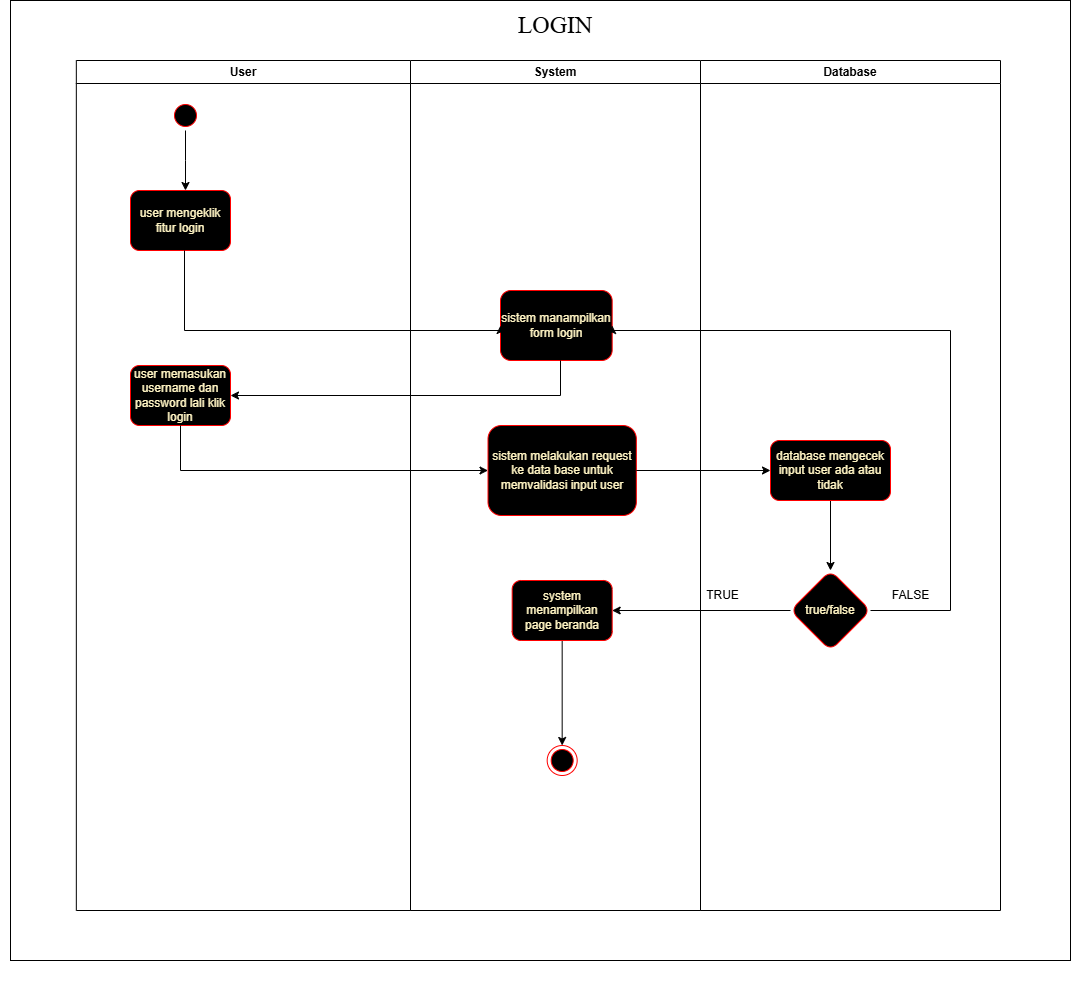 LOGIN
User
System
Database
user mengeklik
fitur login
sistem manampilkan
form login
user memasukan
username dan
password lali klik
login
sistem melakukan request
ke data base untuk
memvalidasi input user
database mengecek
input user ada atau
tidak
system
menampilkan
page beranda
TRUE
true/false
FALSE